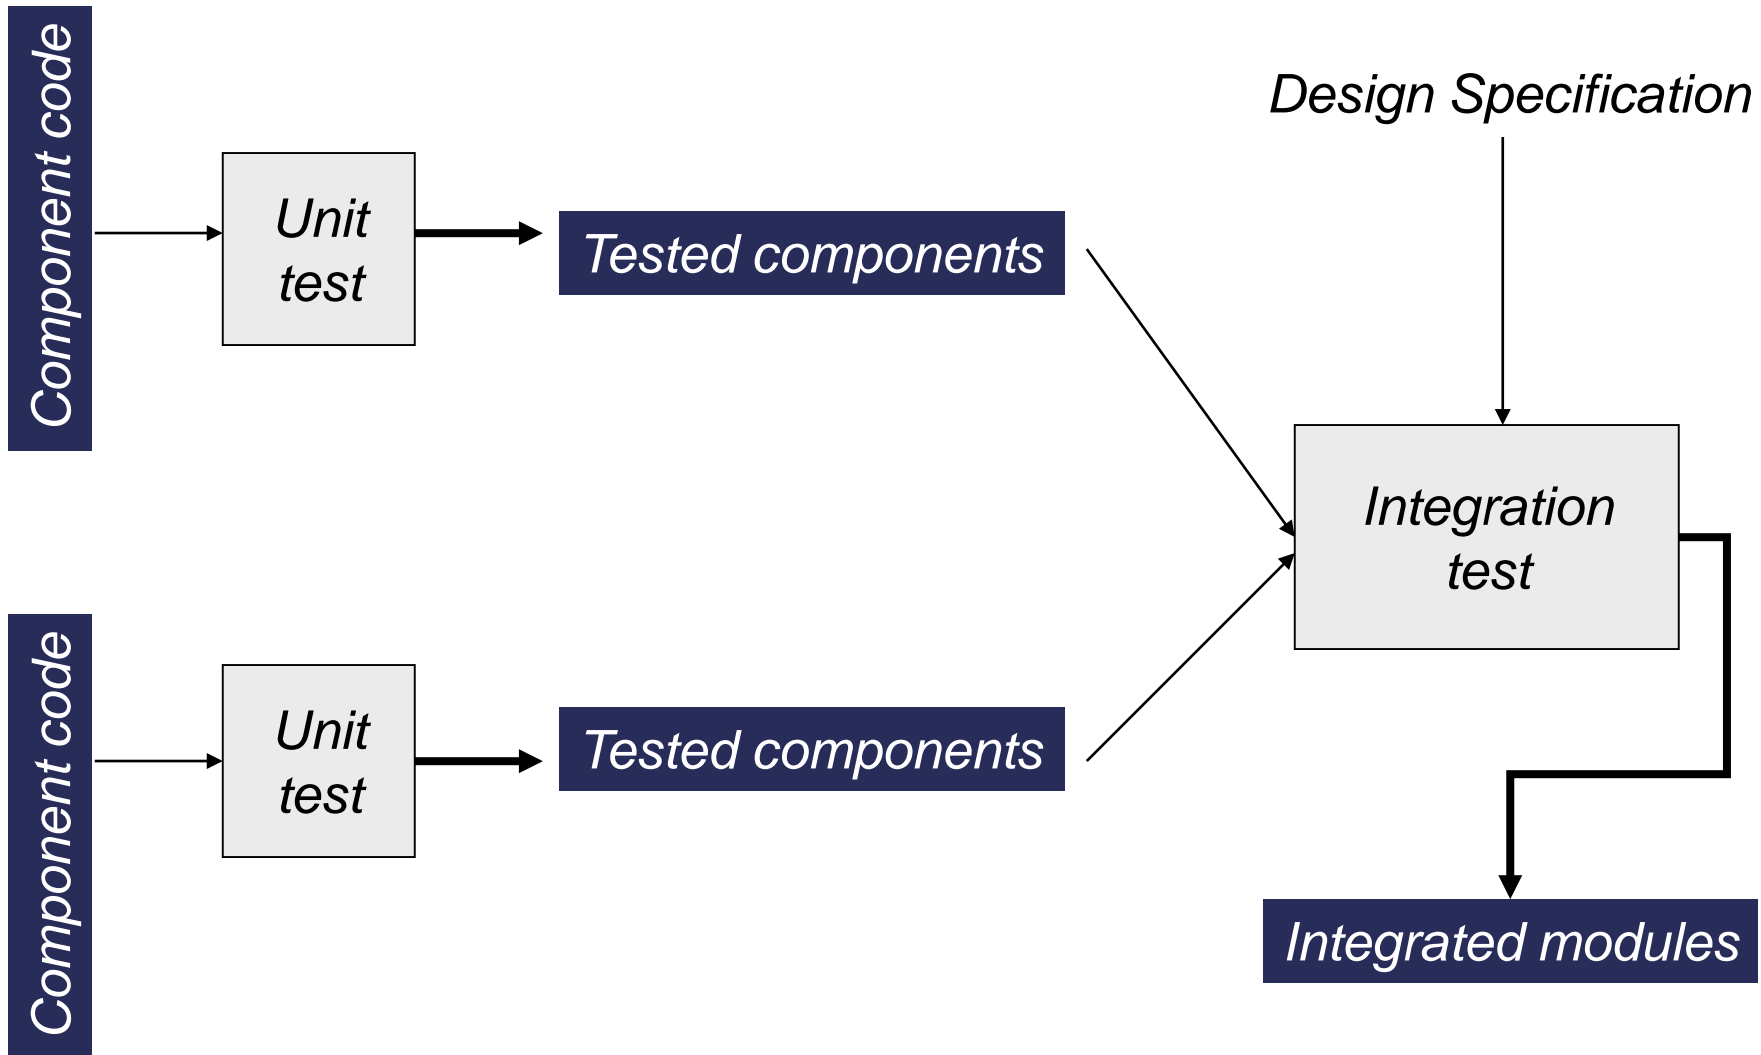 Component code
Unit
test
Tested components
Design Specification
Integration
test
Component code
Unit
test
Tested components
Integrated modules